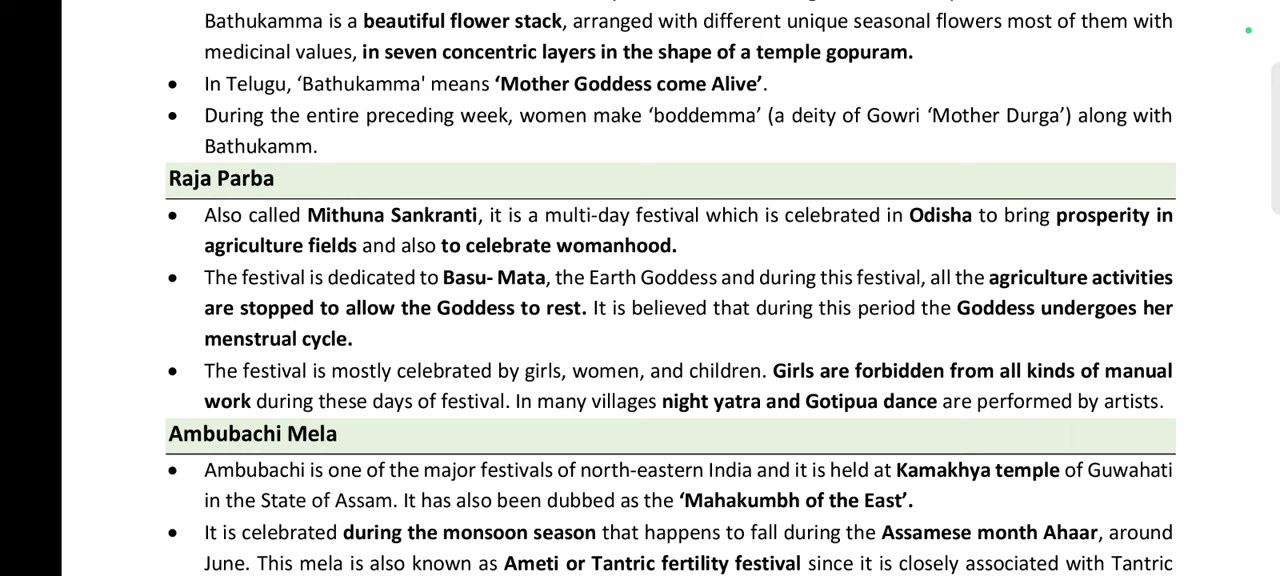 Bathukamma is a beautiful flower stack, arranged with different unique seasonal flowers most of them with
medicinal values, in seven concentric layers in the shape of a temple gopuram.
• In Telugu, ‘Bathukamma' means ‘Mother Goddess come Alive’.
• During the entire preceding week, women make ‘boddemma’ (a deity of Gowri ‘Mother Durga’) along with
Bathukamm.
Raja Parba
• Also called Mithuna Sankranti, it is a multi-day festival which is celebrated in Odisha to bring prosperity in
agriculture fields and also to celebrate womanhood.
• The festival is dedicated to Basu- Mata, the Earth Goddess and during this festival, all the agriculture activities
are stopped to allow the Goddess to rest. It is believed that during this period the Goddess undergoes her
menstrual cycle.
• The festival is mostly celebrated by girls, women, and children. Girls are forbidden from all kinds of manual
work during these days of festival. In many villages night yatra and Gotipua dance are performed by artists.
Ambubachi Mela
• Ambubachi is one of the major festivals of north-eastern India and it is held at Kamakhya temple of Guwahati
in the State of Assam. It has also been dubbed as the ‘Mahakumbh of the East’.
• It is celebrated during the monsoon season that happens to fall during the Assamese month Ahaar, around
June. This mela is also known as Ameti or Tantric fertility festival since it is closely associated with Tantric